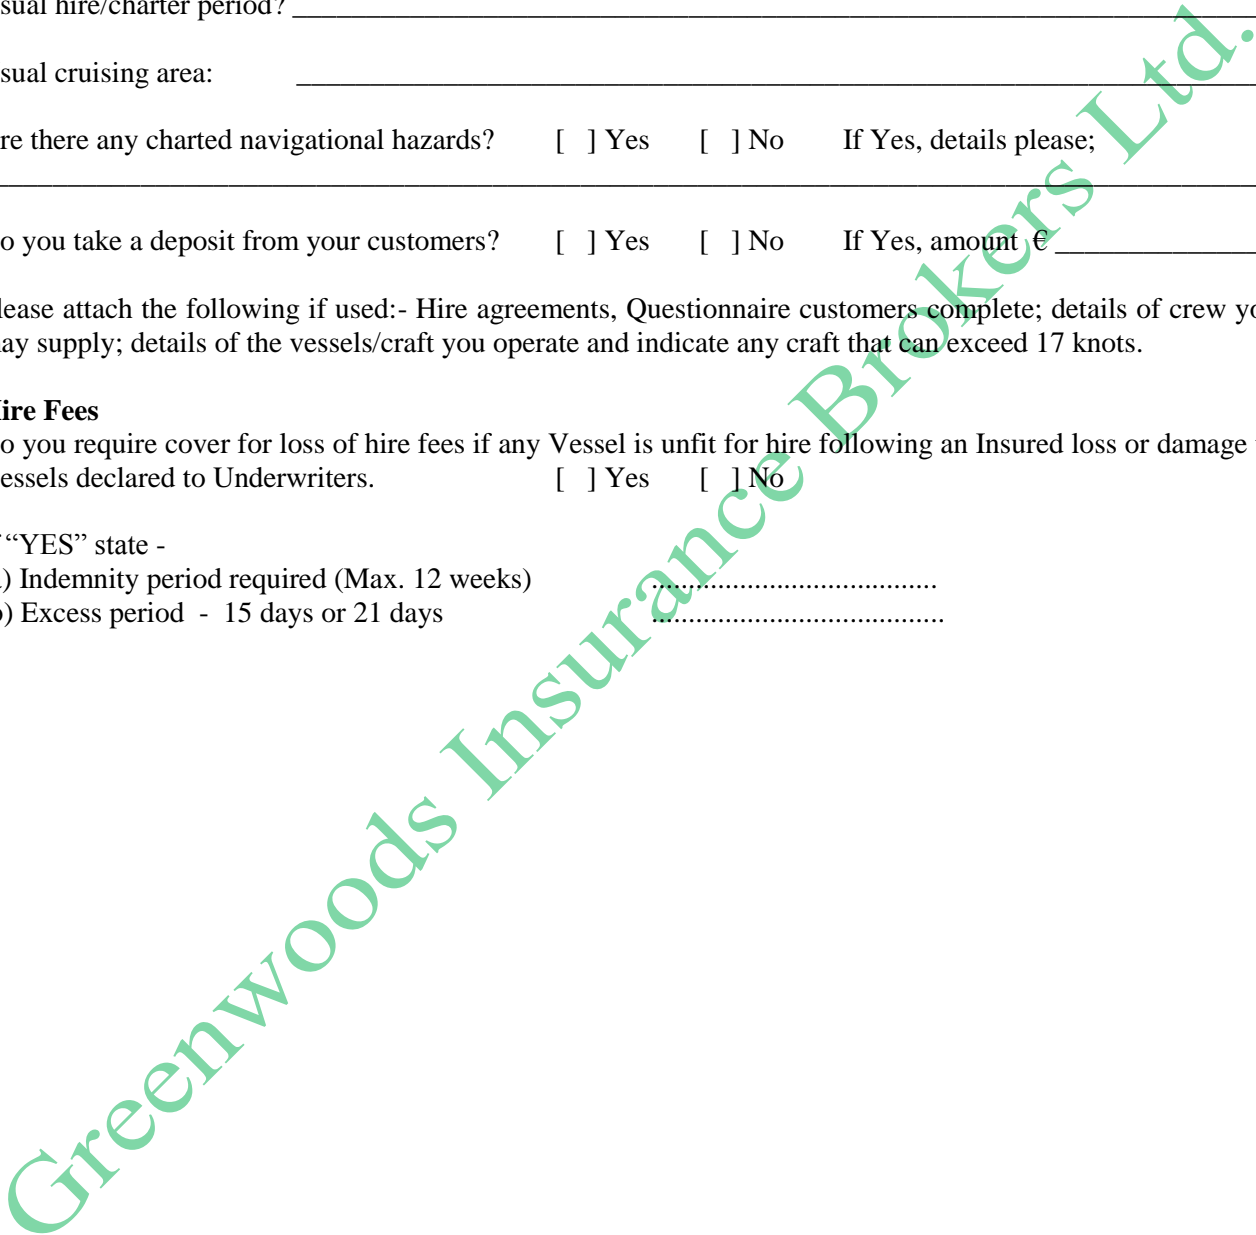 sual hire/charter period? ____________________________________________________________________
sual cruising area: ____________________________________________________________________
re there any charted navigational hazards? [ ] Yes [ ] No If Yes, details please;
______________________________________________________________________________________
o you take a deposit from your customers? [ ] Yes [ ] No If Yes, amount € ______________
lease attach the following if used:- Hire agreements, Questionnaire customers complete; details of crew yo
ay supply; details of the vessels/craft you operate and indicate any craft that can exceed 17 knots.
ire Fees
o you require cover for loss of hire fees if any Vessel is unfit for hire following an Insured loss or damage
essels declared to Underwriters. [ ] Yes [ ] No
“YES” state -
) Indemnity period required (Max. 12 weeks) .......................................
) Excess period - 15 days or 21 days ........................................
Greenwoods Insurance Brokers Ltd.